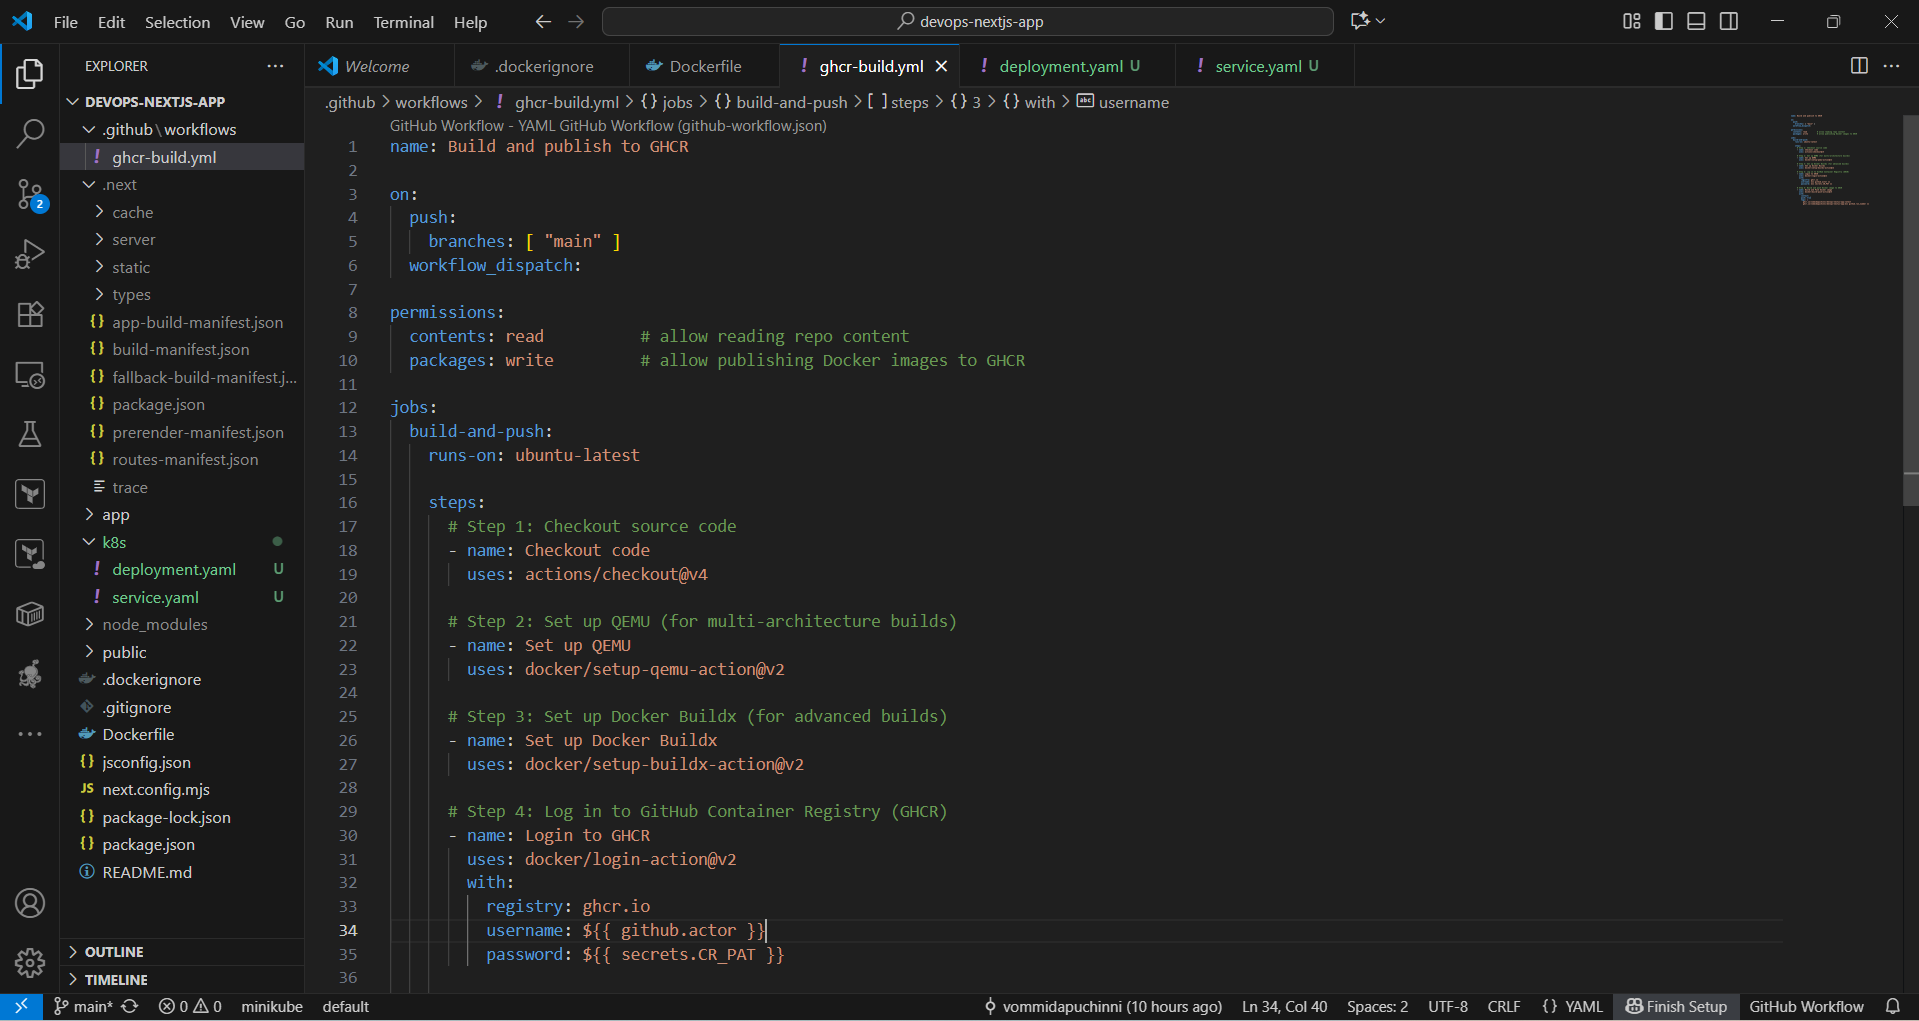 File Edit Selection View Go Run Terminal Help
devops-nextjs-app
EXPLORER
Welcome
.dockerignore
Dockerfile
ghcr-build.yml
deployment.yaml U
service.yaml U
DEVOPS-NEXTJS-APP
.github\workflows
ghcr-build.yml
.next
cache
server
static
types
app-build-manifest.json
build-manifest.json
fallback-build-manifest.j...
package.json
prerender-manifest.json
routes-manifest.json
trace
app
k8s
deployment.yaml U
service.yaml U
node_modules
public
.dockerignore
.gitignore
Dockerfile
jsconfig.json
JS next.config.mjs
package-lock.json
package.json
README.md
OUTLINE
TIMELINE
2
.github > workflows > ! ghcr-build.yml > {} jobs > {} build-and-push > [ ] steps > {} 3 > {} with > abc username
GitHub Workflow - YAML GitHub Workflow (github-workflow.json)
1 name: Build and publish to GHCR
2
3 on:
4 push:
5 branches: [ "main" ]
6 workflow_dispatch:
7
8 permissions:
9 contents: read # allow reading repo content
10 packages: write # allow publishing Docker images to GHCR
11
12 jobs:
13 build-and-push:
14 runs-on: ubuntu-latest
15
16 steps:
17 # Step 1: Checkout source code
18 - name: Checkout code
19 uses: actions/checkout@v4
20
21 # Step 2: Set up QEMU (for multi-architecture builds)
22 - name: Set up QEMU
23 uses: docker/setup-qemu-action@v2
24
25 # Step 3: Set up Docker Buildx (for advanced builds)
26 - name: Set up Docker Buildx
27 uses: docker/setup-buildx-action@v2
28
29 # Step 4: Log in to GitHub Container Registry (GHCR)
30 - name: Login to GHCR
31 uses: docker/login-action@v2
32 with:
33 registry: ghcr.io
34 username: ${{ github.actor }}
35 password: ${{ secrets.CR_PAT }}
36
main* 0 0 minikube default vommidapuchinni (10 hours ago) Ln 34, Col 40 Spaces: 2 UTF-8 CRLF {} YAML Finish Setup GitHub Workflow